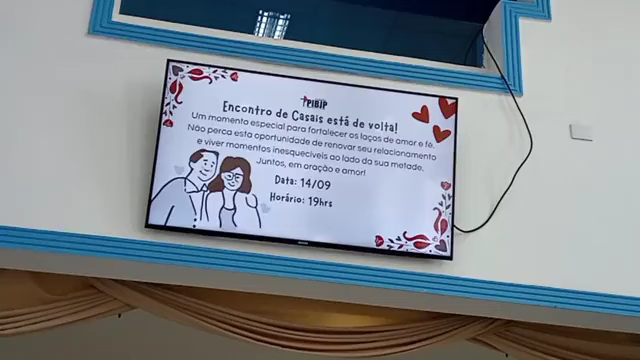 PIBJP
Encontro de Casais está de volta!
Um momento especial para fortalecer os laços de amor e fé.
Não perca esta oportunidade de renovar seu relacionamento
e viver momentos inesquecíveis ao lado da sua metade.
Juntos, em oração e amor!
Data: 14/09
Horário: 19hrs